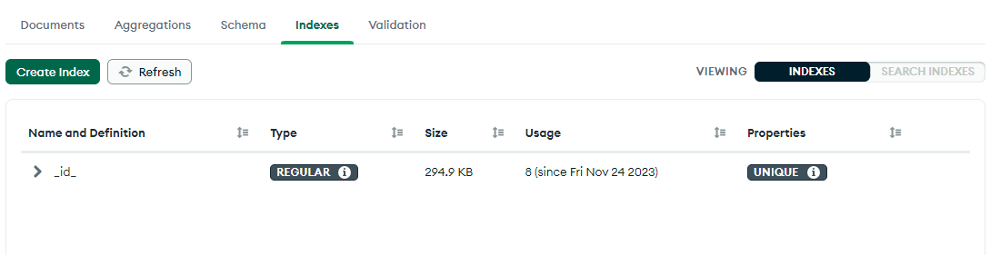 Documents Aggregations Schema Indexes Validation
Create Index Refresh VIEWING INDEXES SEARCH INDEXES
Name and Definition Type Size Usage Properties
_id_ REGULAR 294.9 KB 8 (since Fri Nov 24 2023) UNIQUE